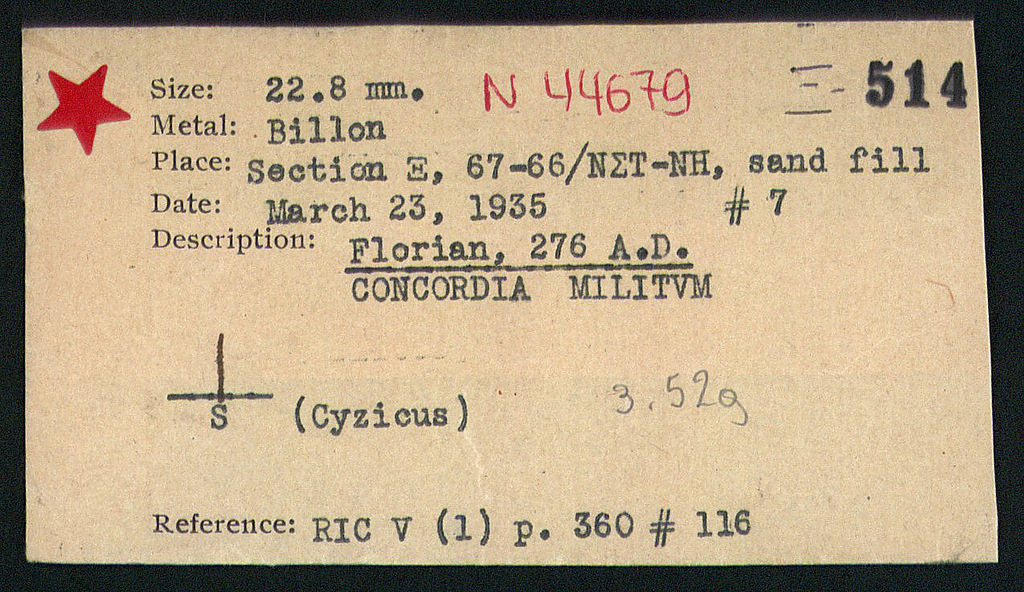 Size: 22.8 mm. N 44679 Ξ- 514
Metal: Billon
Place: Section Ξ, 67-66/ΝΣΤ-ΝΗ, sand fill
Date: March 23, 1935 # 7
Description: Florian, 276 A.D.
CONCORDIA MILITVM
S (Cyzicus) 3.52g
Reference: RIC V (1) p. 360 # 116